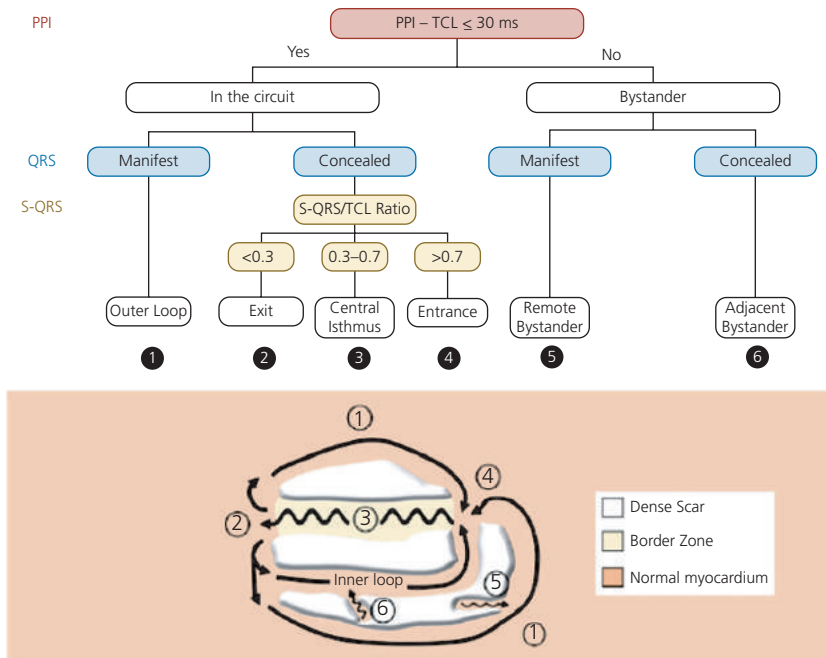 PPI
PPI – TCL ≤ 30 ms
Yes
No
In the circuit
Bystander
QRS
Manifest
Concealed
Manifest
Concealed
S-QRS
S-QRS/TCL Ratio
<0.3
0.3–0.7
>0.7
Outer Loop
Exit
Central
Isthmus
Entrance
Remote
Bystander
Adjacent
Bystander
1
2
3
4
5
6
1
4
2
3
Inner loop
5
6
1
Dense Scar
Border Zone
Normal myocardium